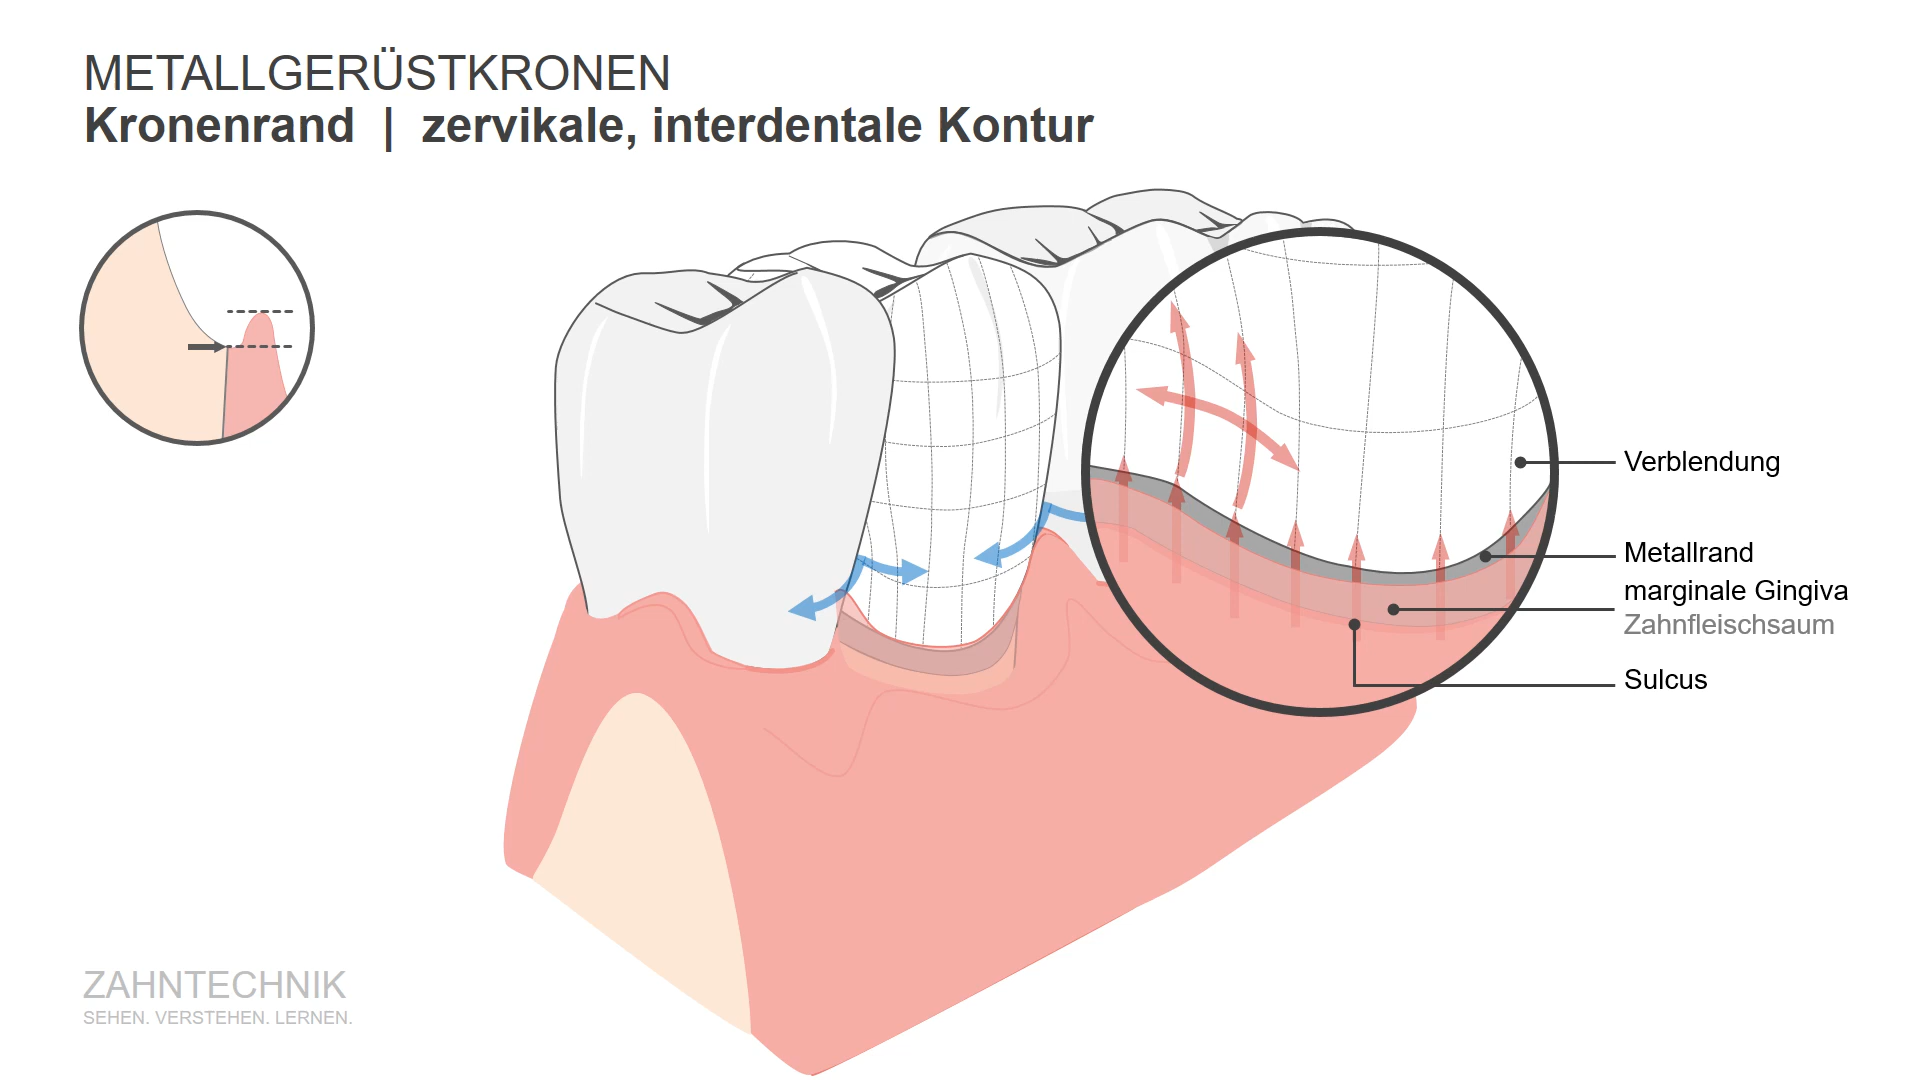 METALLGERÜSTKRONEN
Kronenrand | zervikale, interdentale Kontur
Verblendung
Metallrand
marginale Gingiva
Zahnfleischsaum
Sulcus
ZAHNTECHNIK
SEHEN. VERSTEHEN. LERNEN.